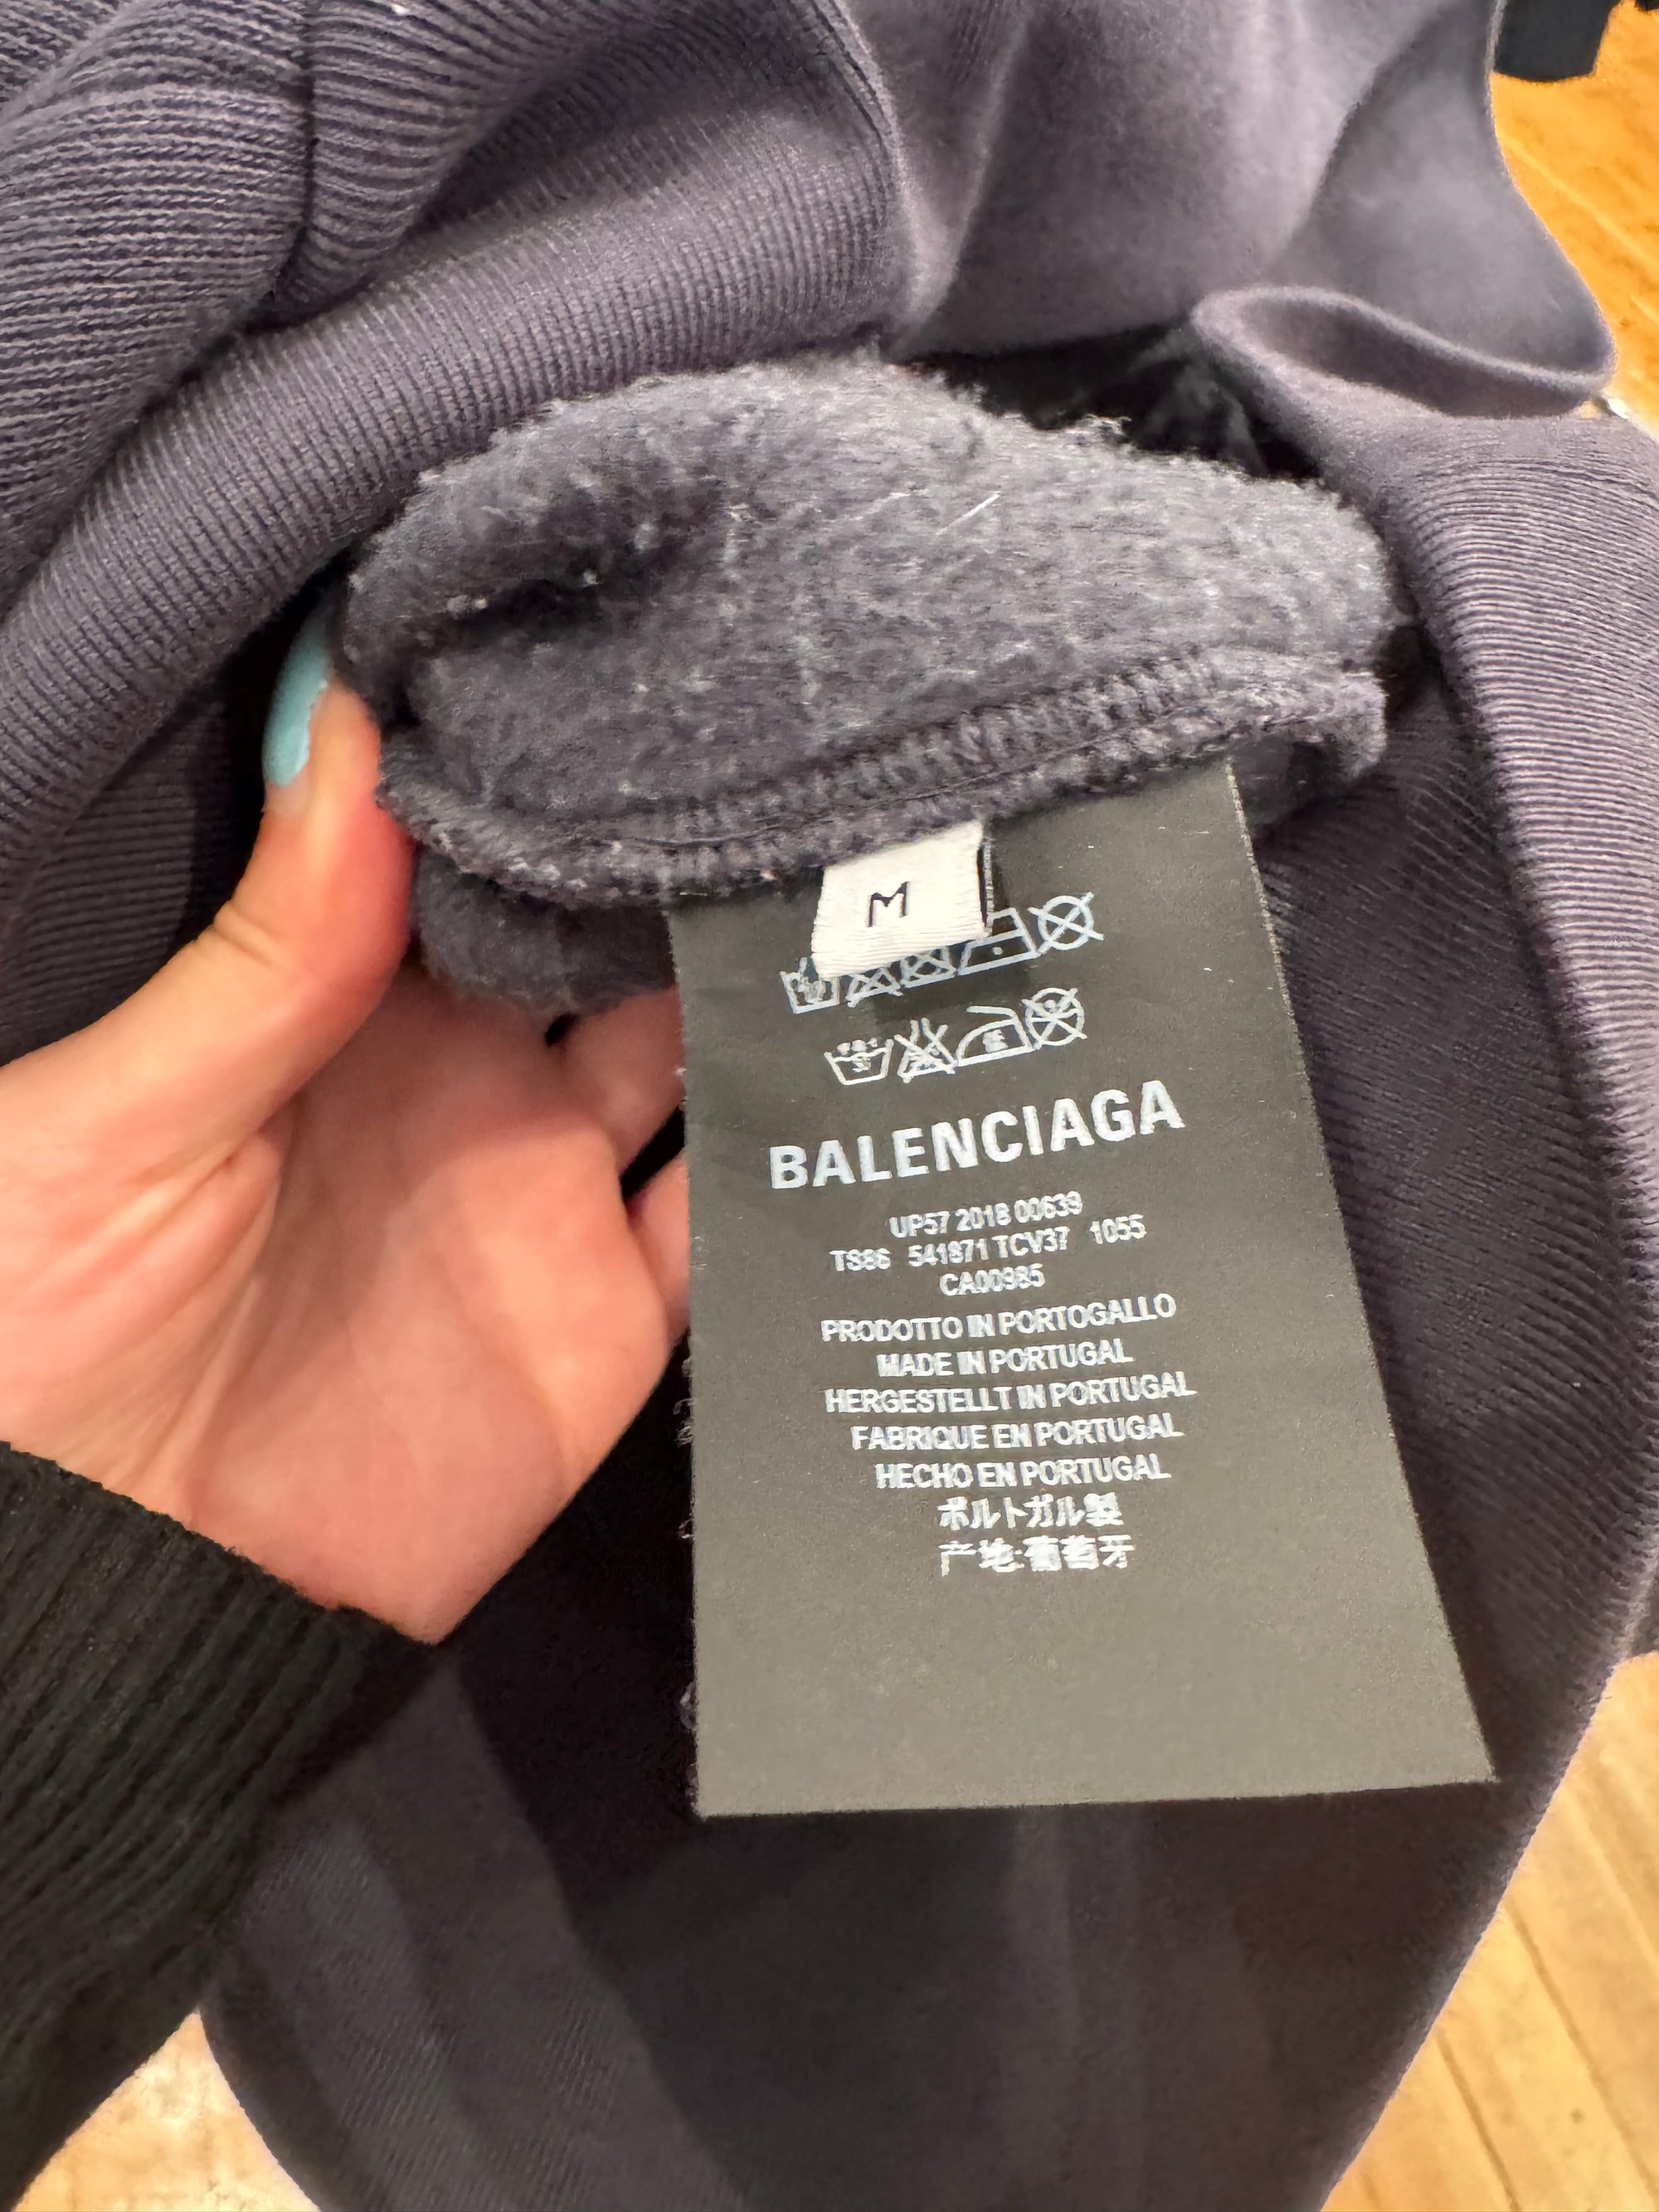 M
BALENCIAGA
UP57 2018 00639
TS86 541871 TCV37 1055
CA00985
PRODOTTO IN PORTOGALLO
MADE IN PORTUGAL
HERGESTELLT IN PORTUGAL
FABRIQUE EN PORTUGAL
HECHO EN PORTUGAL
ポルトガル製
产地:葡萄牙